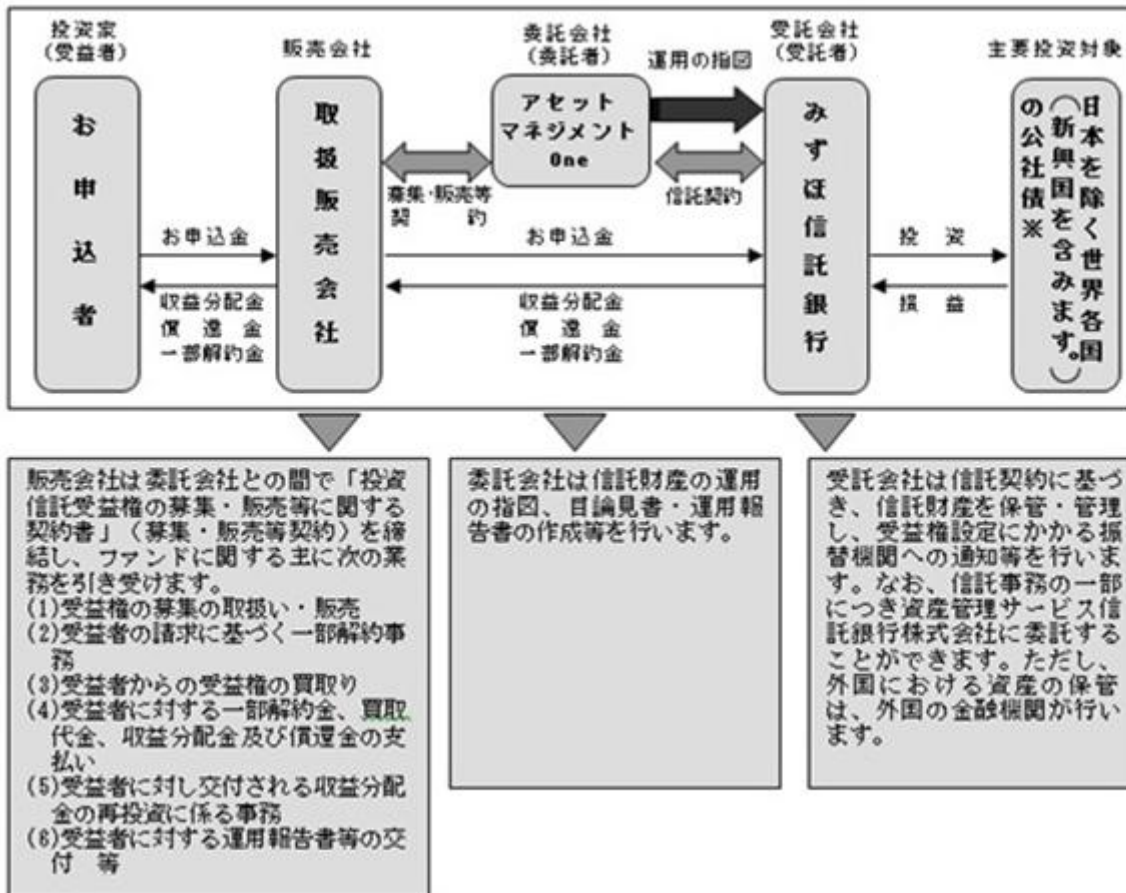 投資家
(受益者)
販売会社
委託会社
(委託者)
運用の指図
受託会社
(受託者)
主要投資対象
お申込者
取扱販売会社
アセット
マネジメント
One
みずほ信託銀行
日本を除く世界各国
(新興国を含みます。)
の公社債※
募集・販売等
契　　約
信託契約
お申込金
お申込金
投　資
収益分配金
償　還　金
一部解約金
収益分配金
償　還　金
一部解約金
損　益
販売会社は委託会社との間で「投資
信託受益権の募集・販売等に関する
契約書」(募集・販売等契約)を締
結し、ファンドに関する主に次の業
務を引き受けます。
(1)受益権の募集の取扱い・販売
(2)受益者の請求に基づく一部解約事
務
(3)受益者からの受益権の買取り
(4)受益者に対する一部解約金、買取
代金、収益分配金及び償還金の支
払い
(5)受益者に対し交付される収益分配
金の再投資に係る事務
(6)受益者に対する運用報告書等の交
付　等
委託会社は信託財産の運用
の指図、目論見書・運用報
告書の作成等を行います。
受託会社は信託契約に基づ
き、信託財産を保管・管理
し、受益権設定にかかる振
替機関への通知等を行いま
す。なお、信託事務の一部
につき資産管理サービス信
託銀行株式会社に委託する
ことができます。ただし、
外国における資産の保管
は、外国の金融機関が行い
ます。